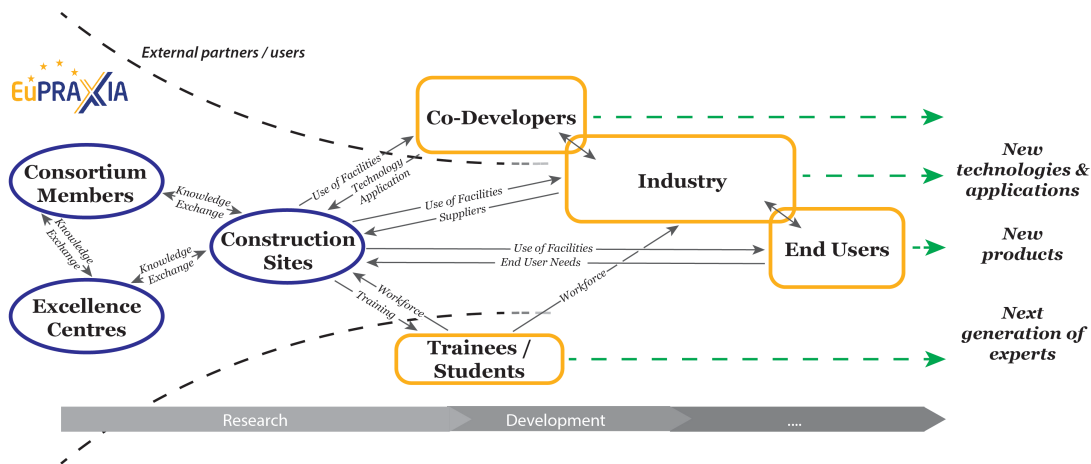 External partners / users
EuPRAXIA
Co-Developers
Consortium
Members
Knowledge
Exchange
Use of Facilities
Technology
Application
Industry
New
technologies &
applications
Knowledge
Exchange
Construction
Sites
Use of Facilities
Suppliers
Use of Facilities
End User Needs
End Users
New
products
Knowledge
Exchange
Excellence
Centres
Workforce
Training
Workforce
Trainees /
Students
Next
generation of
experts
Research
Development
....